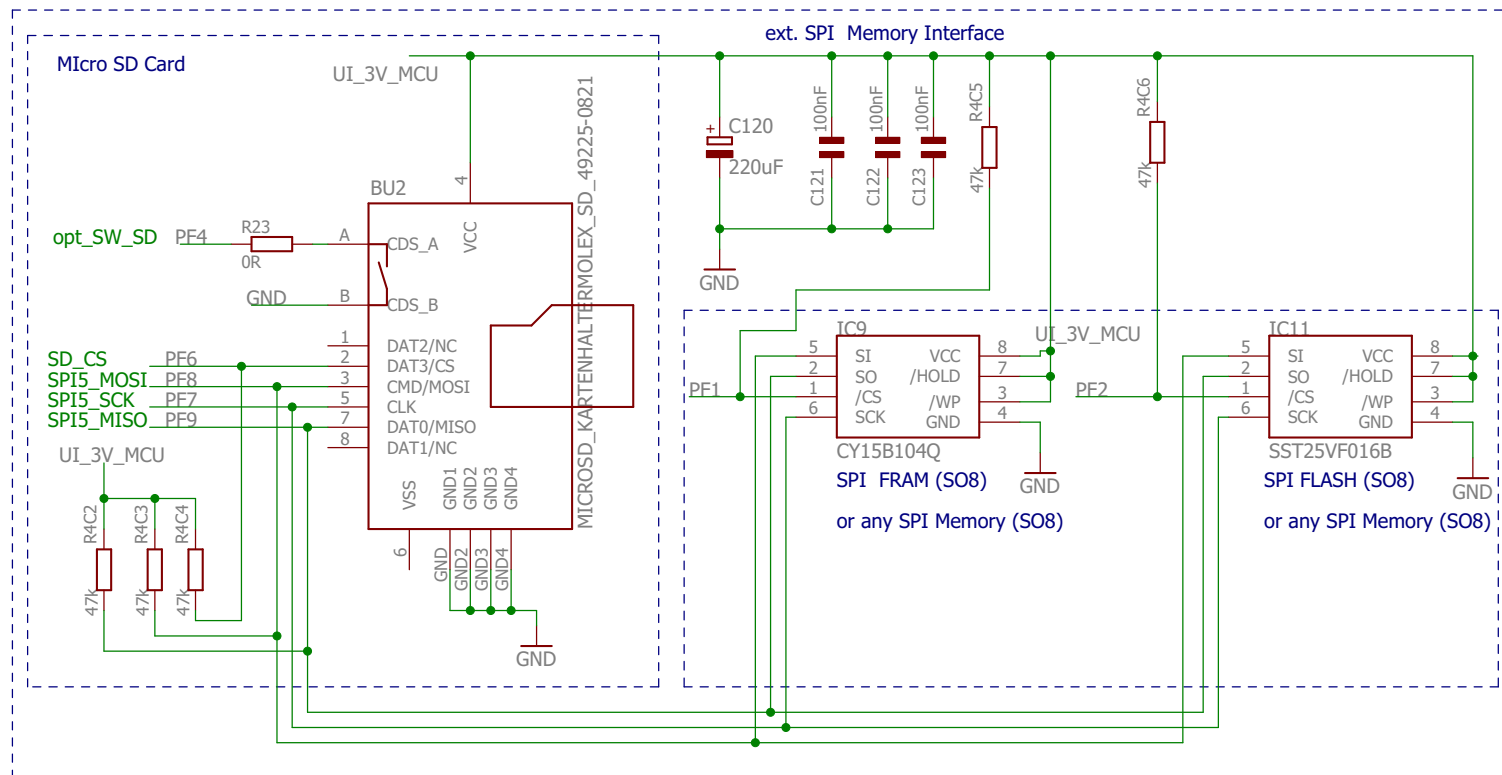 ext. SPI Memory Interface
MIcro SD Card
UI_3V_MCU
BU2
4
VCC
MICROSD_KARTENHALTERMOLEX_SD_49225-0821
opt_SW_SD PF4
R23
0R
A CDS_A
GND B CDS_B
1 DAT2/NC
SD_CS PF6 2 DAT3/CS
SPI5_MOSI PF8 3 CMD/MOSI
SPI5_SCK PF7 5 CLK
SPI5_MISO PF9 7 DAT0/MISO
8 DAT1/NC
VSS GND1 GND2 GND3 GND4
6 GND GND2 GND3 GND4
GND
UI_3V_MCU
R4C2 R4C3 R4C4
47k 47k 47k
+ C120
220uF
100nF 100nF 100nF
C121 C122 C123
GND
R4C5
47k
R4C6
47k
IC9
UI_3V_MCU
5 SI VCC 8
2 SO /HOLD 7
PF1 1 /CS /WP 3
6 SCK GND 4
CY15B104Q
SPI FRAM (SO8)
GND
or any SPI Memory (SO8)
IC11
5 SI VCC 8
2 SO /HOLD 7
PF2 1 /CS /WP 3
6 SCK GND 4
SST25VF016B
SPI FLASH (SO8)
GND
or any SPI Memory (SO8)